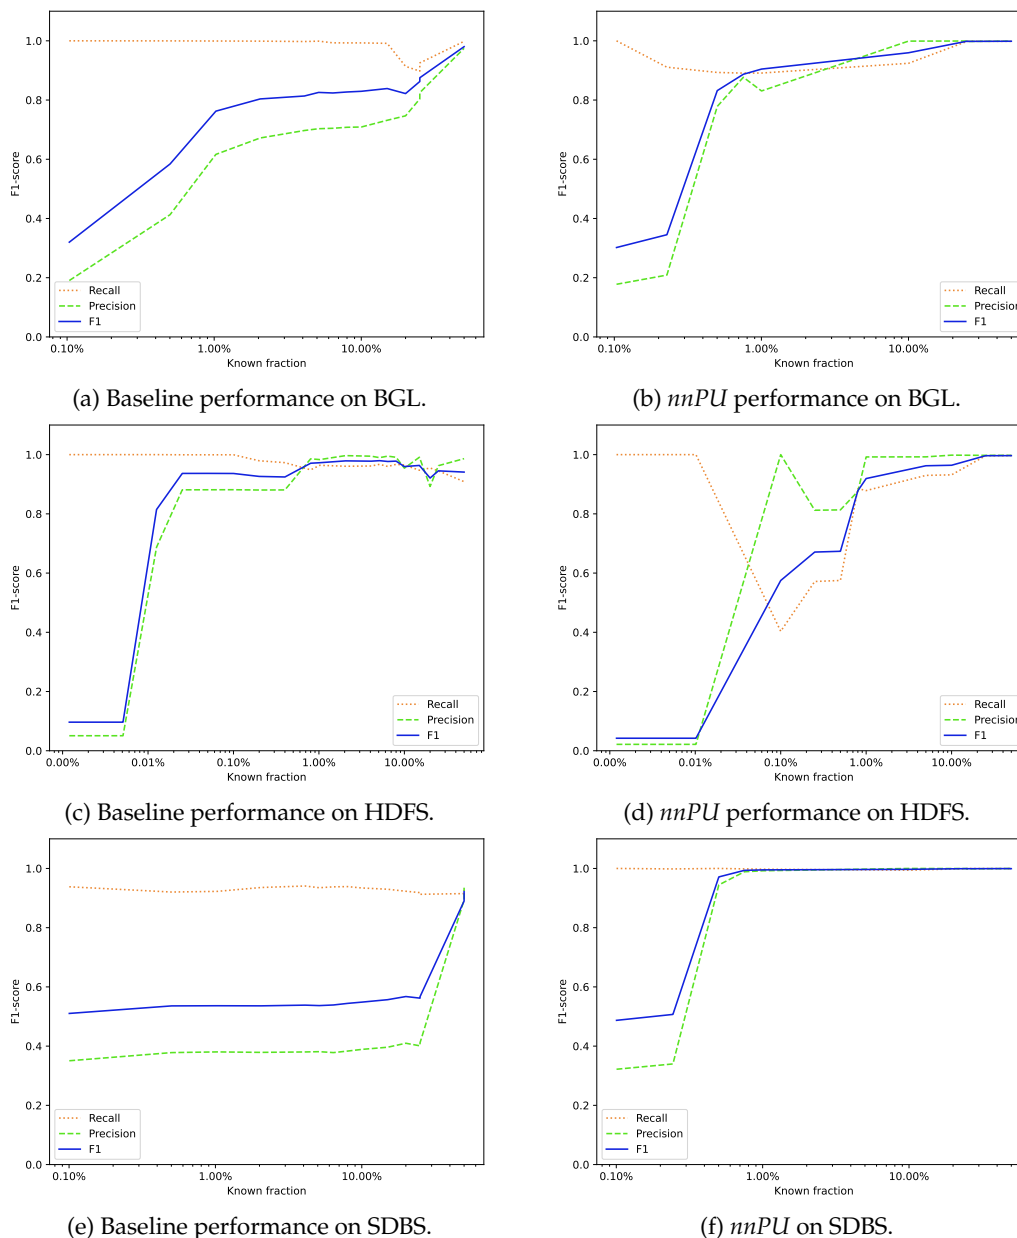 1.0
0.8
0.6
0.4
0.2
0.0
F1-score
Recall
Precision
F1
0.10%
1.00%
10.00%
Known fraction
(a) Baseline performance on BGL.
1.0
0.8
0.6
0.4
0.2
0.0
F1-score
Recall
Precision
F1
0.10%
1.00%
10.00%
Known fraction
(b) nnPU performance on BGL.
1.0
0.8
0.6
0.4
0.2
0.0
F1-score
Recall
Precision
F1
0.00%
0.01%
0.10%
1.00%
10.00%
Known fraction
(c) Baseline performance on HDFS.
1.0
0.8
0.6
0.4
0.2
0.0
F1-score
Recall
Precision
F1
0.00%
0.01%
0.10%
1.00%
10.00%
Known fraction
(d) nnPU performance on HDFS.
1.0
0.8
0.6
0.4
0.2
0.0
F1-score
Recall
Precision
F1
0.10%
1.00%
10.00%
Known fraction
(e) Baseline performance on SDBS.
1.0
0.8
0.6
0.4
0.2
0.0
F1-score
Recall
Precision
F1
0.10%
1.00%
10.00%
Known fraction
(f) nnPU on SDBS.